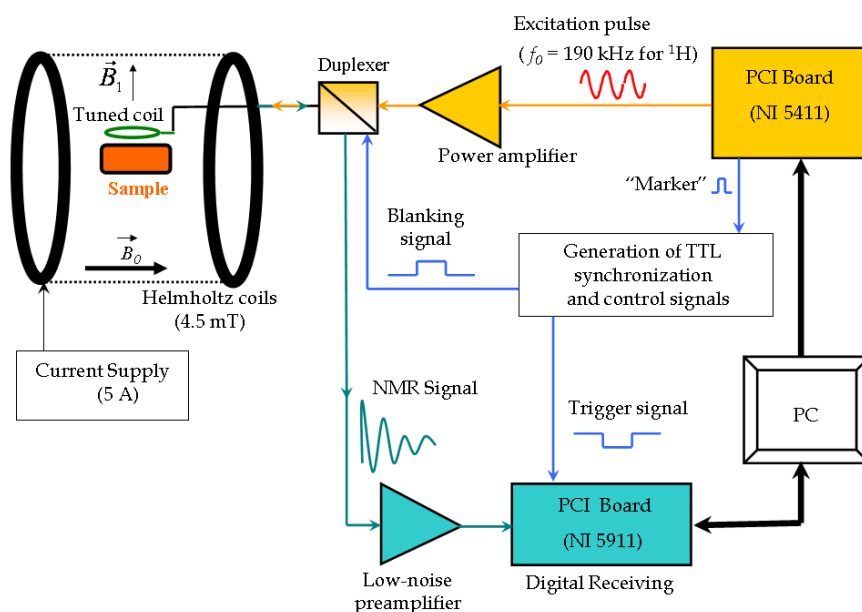 Excitation pulse
( f0 = 190 kHz for 1H)
PCI Board
(NI 5411)
Duplexer
B1
Tuned coil
Sample
Power amplifier
“Marker”
Blanking
signal
Generation of TTL
synchronization
and control signals
B0
Helmholtz coils
(4.5 mT)
Current Supply
(5 A)
NMR Signal
Trigger signal
PC
PCI Board
(NI 5911)
Low-noise
preamplifier
Digital Receiving